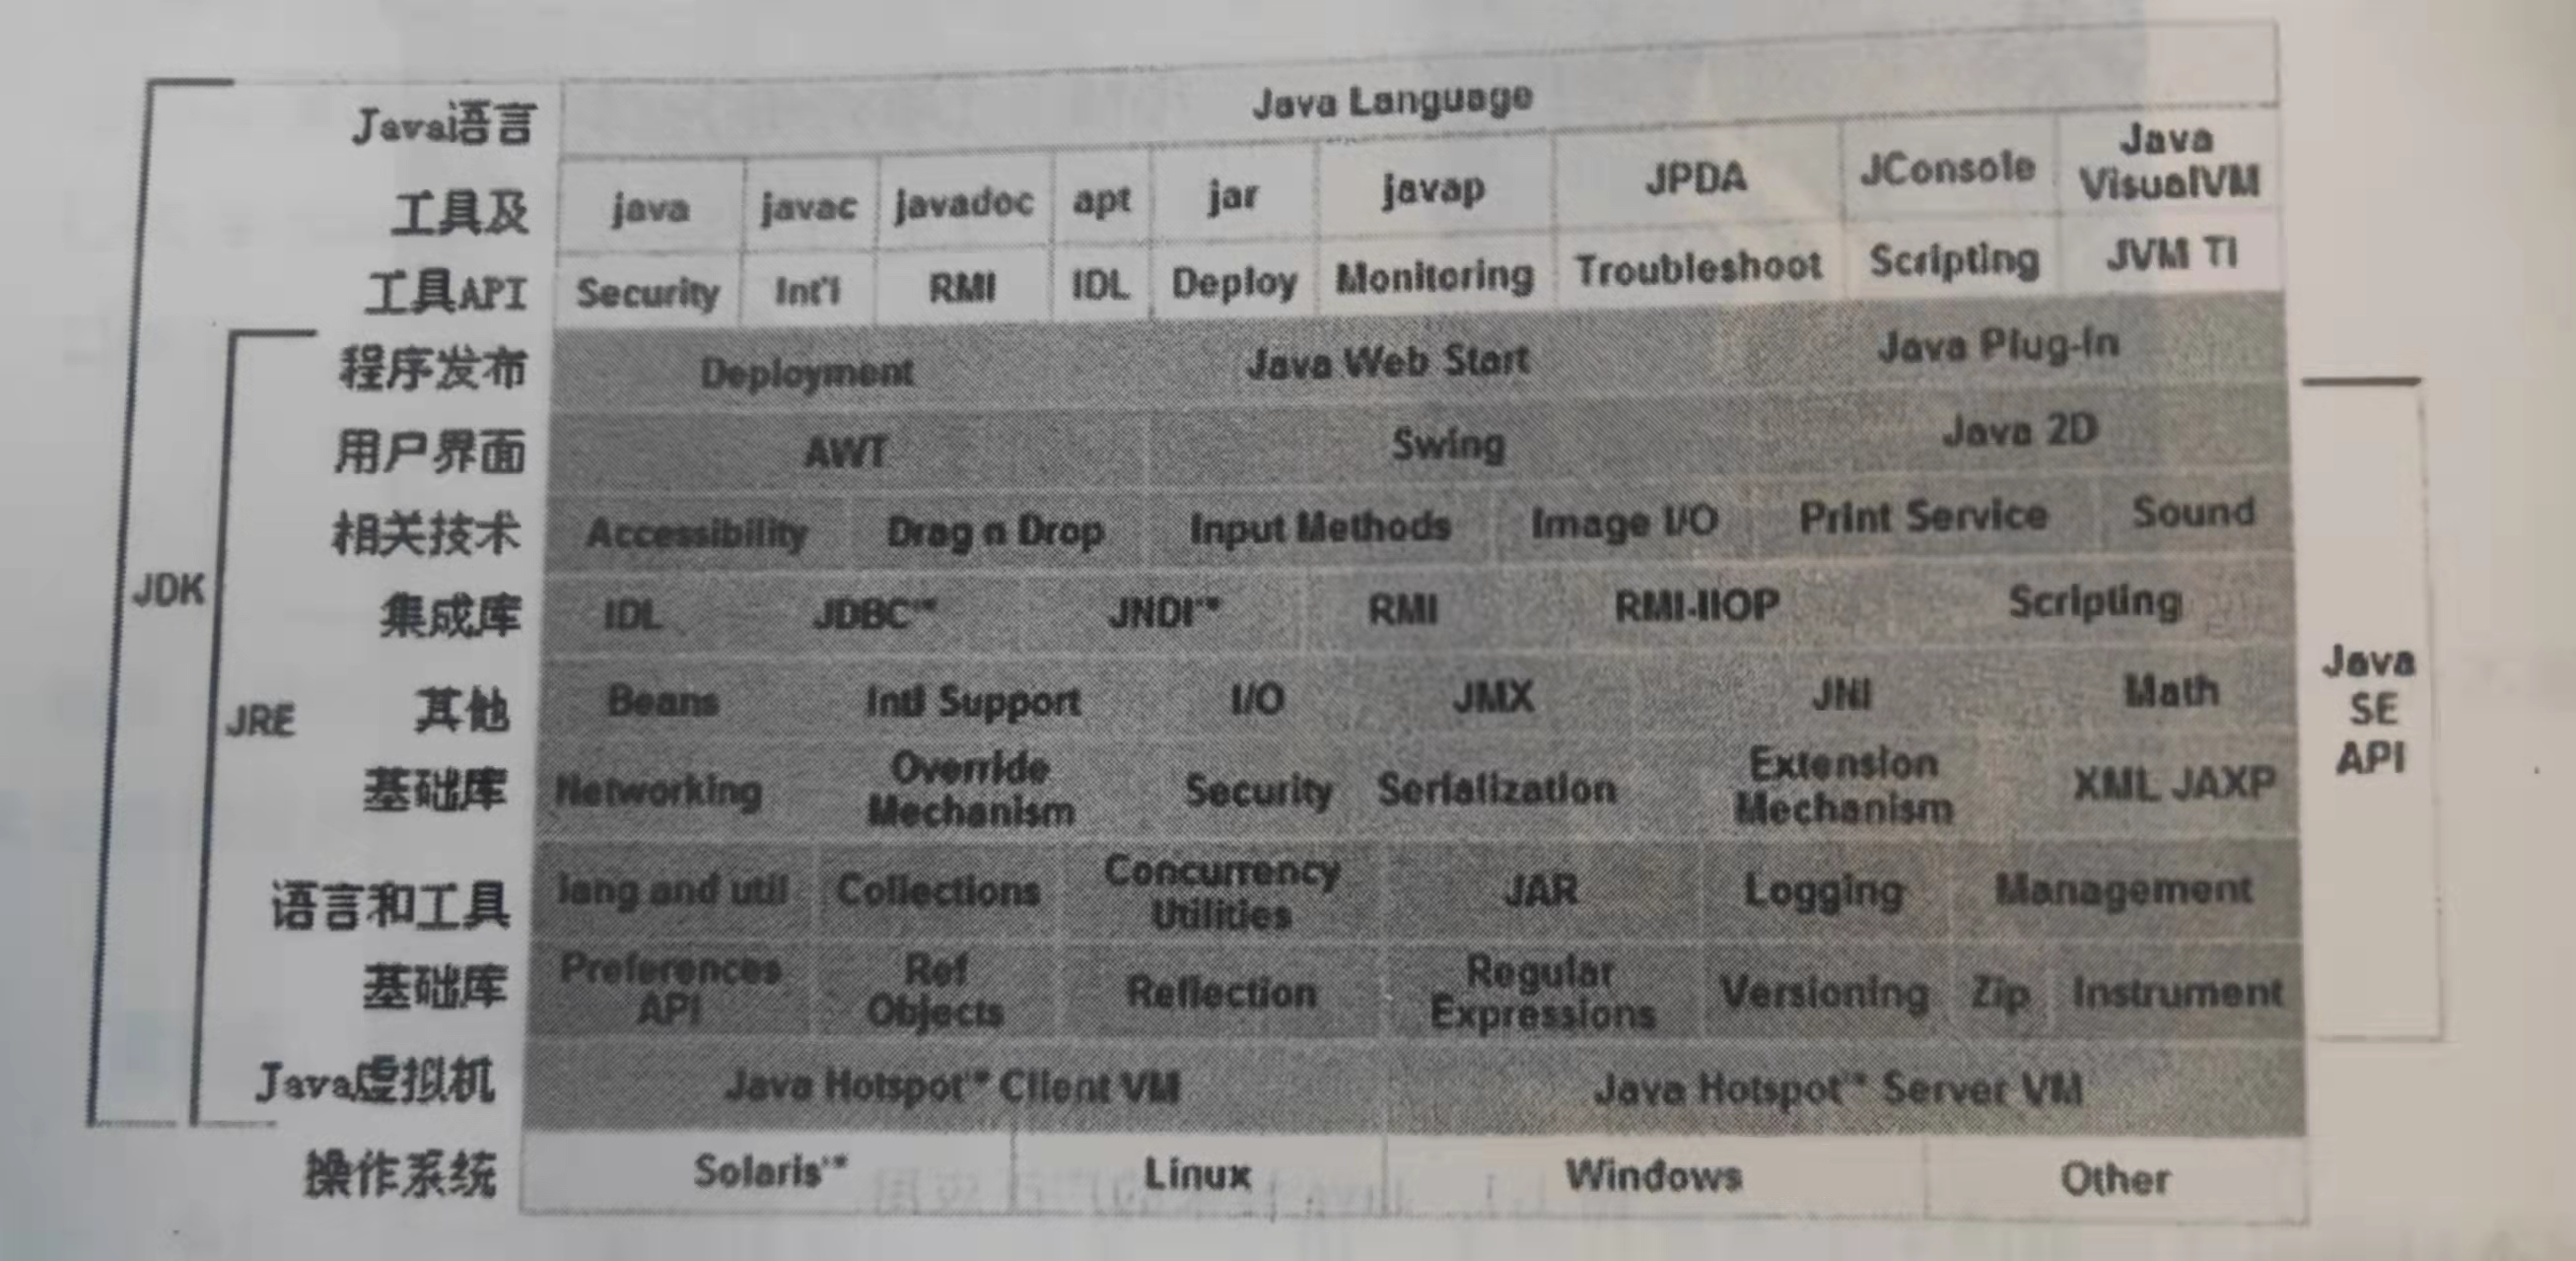 Java语言 Java Language
工具及 java javac javadoc apt jar javap JPDA JConsole Java VisualVM
工具API Security Int'l RMI IDL Deploy Monitoring Troubleshoot Scripting JVM TI
程序发布 Deployment Java Web Start Java Plug-In
用户界面 AWT Swing Java 2D
相关技术 Accessibility Drag n Drop Input Methods Image I/O Print Service Sound
JDK
集成库 IDL JDBC™ JNDI™ RMI RMI-IIOP Scripting
JRE
其他 Beans Intl Support I/O JMX JNI Math
Java
SE
API
基础库 Networking Override Mechanism Security Serialization Extension Mechanism XML JAXP
语言和工具 lang and util Collections Concurrency Utilities JAR Logging Management
基础库 Preferences API Ref Objects Reflection Regular Expressions Versioning Zip Instrument
Java虚拟机 Java Hotspot™ Client VM Java Hotspot™ Server VM
操作系统 Solaris™ Linux Windows Other